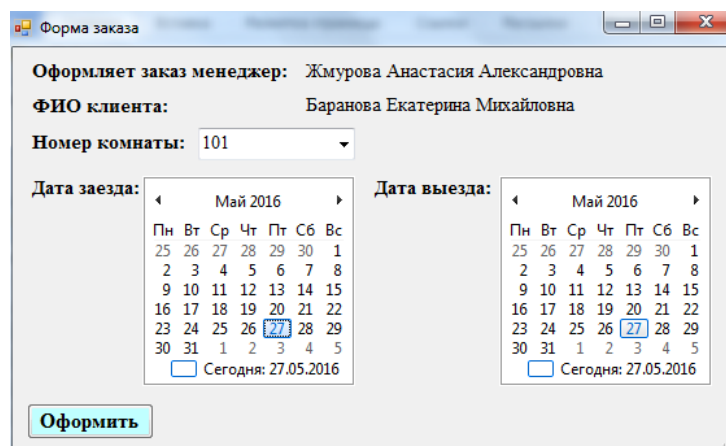 Форма заказа
Оформляет заказ менеджер: Жмурова Анастасия Александровна
ФИО клиента: Баранова Екатерина Михайловна
Номер комнаты: 101
Дата заезда:
Май 2016
Пн Вт Ср Чт Пт Сб Вс
25 26 27 28 29 30 1
2 3 4 5 6 7 8
9 10 11 12 13 14 15
16 17 18 19 20 21 22
23 24 25 26 27 28 29
30 31 1 2 3 4 5
Сегодня: 27.05.2016
Дата выезда:
Май 2016
Пн Вт Ср Чт Пт Сб Вс
25 26 27 28 29 30 1
2 3 4 5 6 7 8
9 10 11 12 13 14 15
16 17 18 19 20 21 22
23 24 25 26 27 28 29
30 31 1 2 3 4 5
Сегодня: 27.05.2016
Оформить